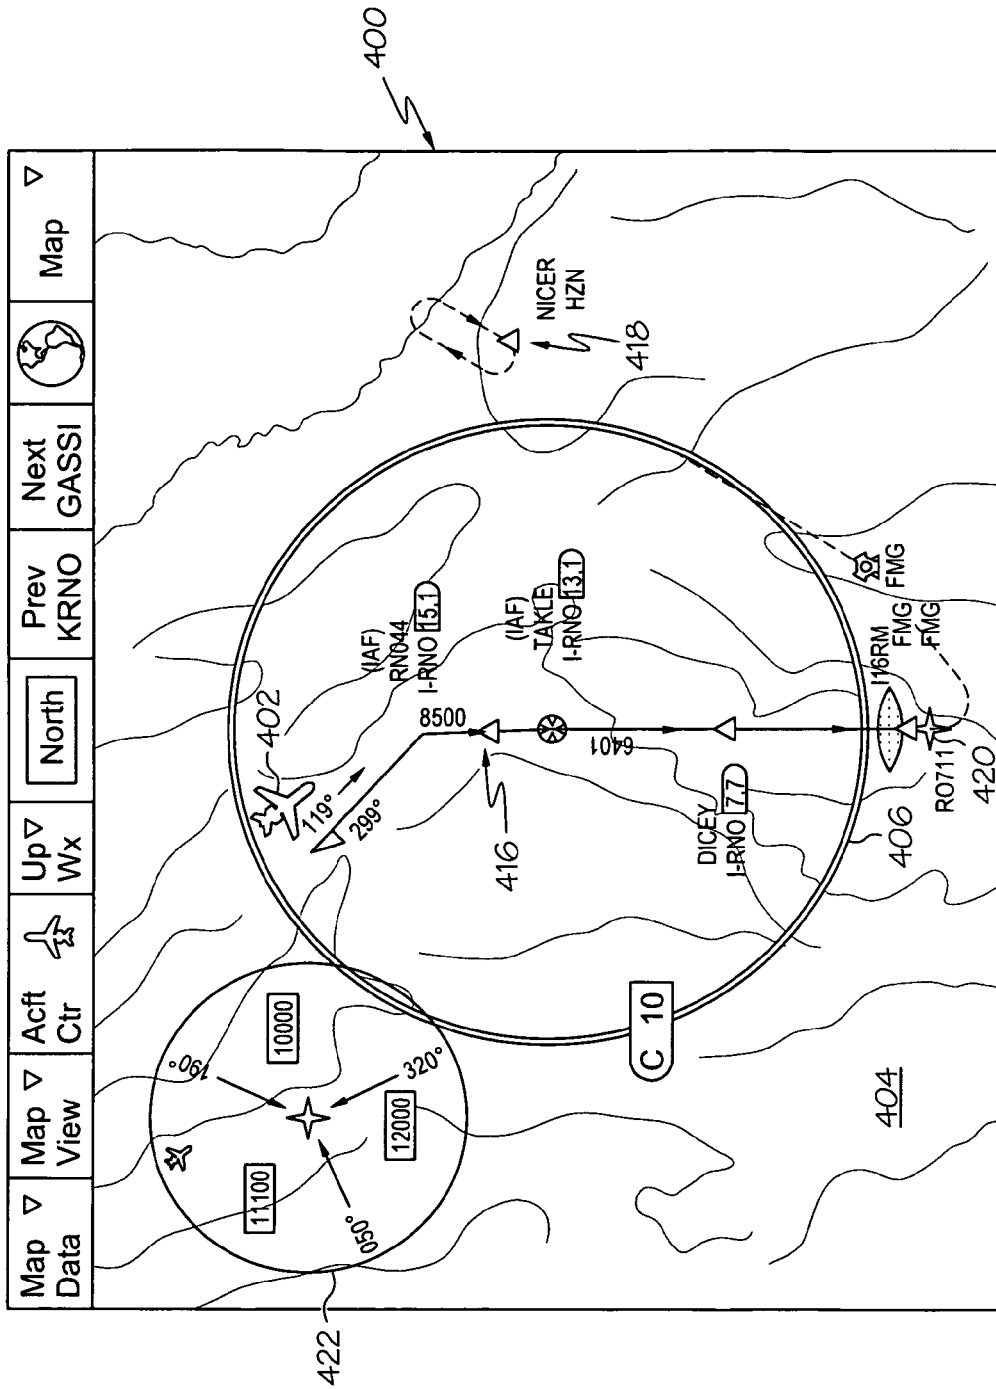 Map ▽
Data
Map ▽
View
Acft
Ctr
Up▽
Wx
North
Prev
KRNO
Next
GASSI
Map ▽
400
422
190°
10000
11100
050°
12000
320°
402
119°
299°
8500
(IAF)
RN044
I-RNO 15.1
416
(IAF)
TAKLE
I-RNO 13.1
6401
NICER
HZN
418
DICEY
I-RNO 7.7
C 10
404
406
I16RM
FMG
FMG
FMG
RO711
420